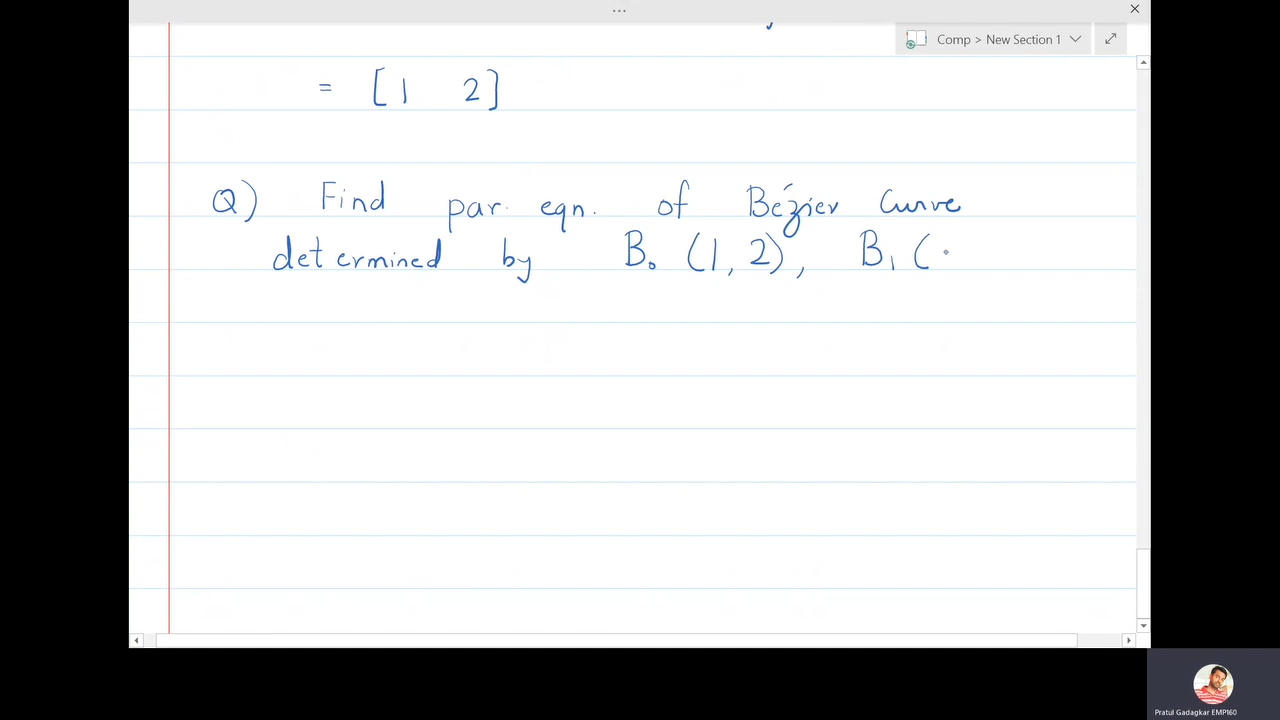 Comp > New Section 1
= [1 2]
Q) Find par. eqn. of Bézier Curve
determined by B₀ (1, 2), B₁ (
Pratul Gadagkar EMP160